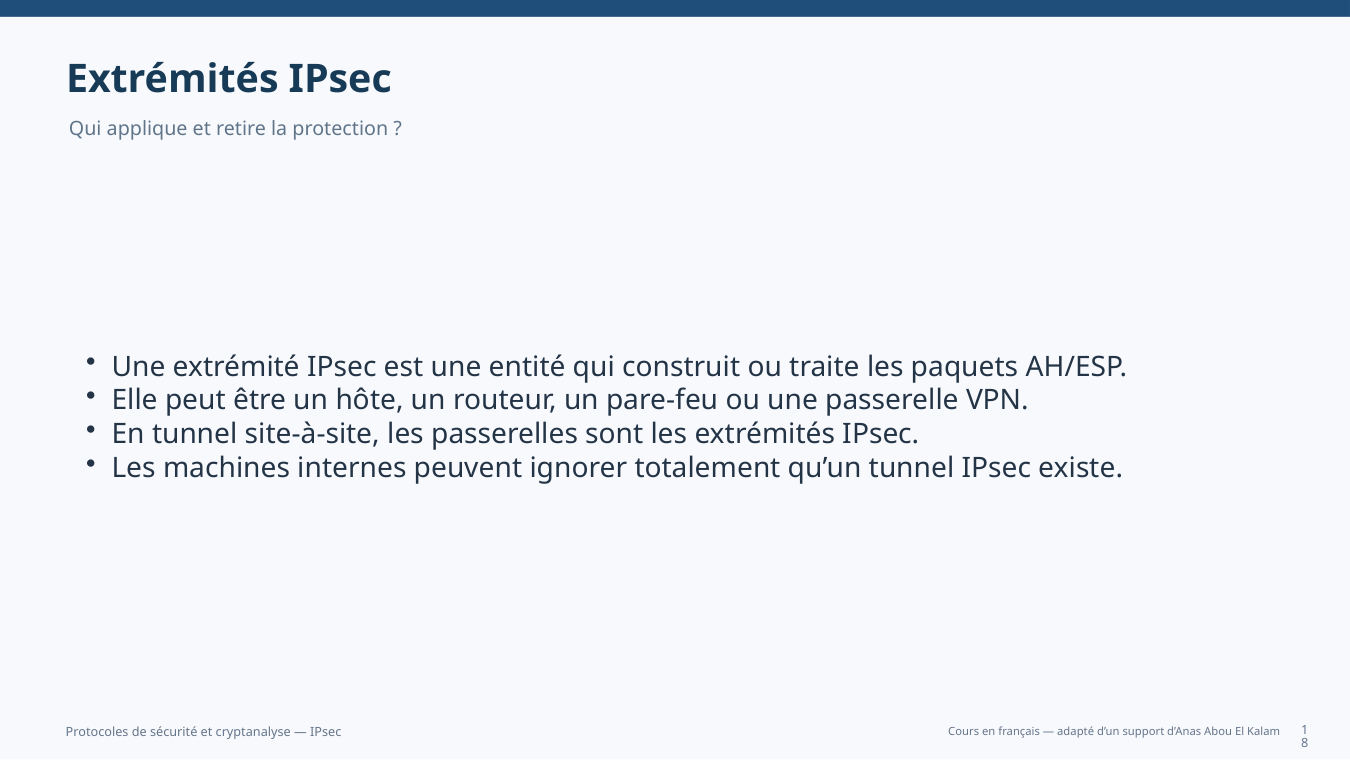 Extrémités IPsec
Qui applique et retire la protection ?
• Une extrémité IPsec est une entité qui construit ou traite les paquets AH/ESP.
• Elle peut être un hôte, un routeur, un pare-feu ou une passerelle VPN.
• En tunnel site-à-site, les passerelles sont les extrémités IPsec.
• Les machines internes peuvent ignorer totalement qu’un tunnel IPsec existe.
Protocoles de sécurité et cryptanalyse — IPsec
Cours en français — adapté d’un support d’Anas Abou El Kalam
1
8